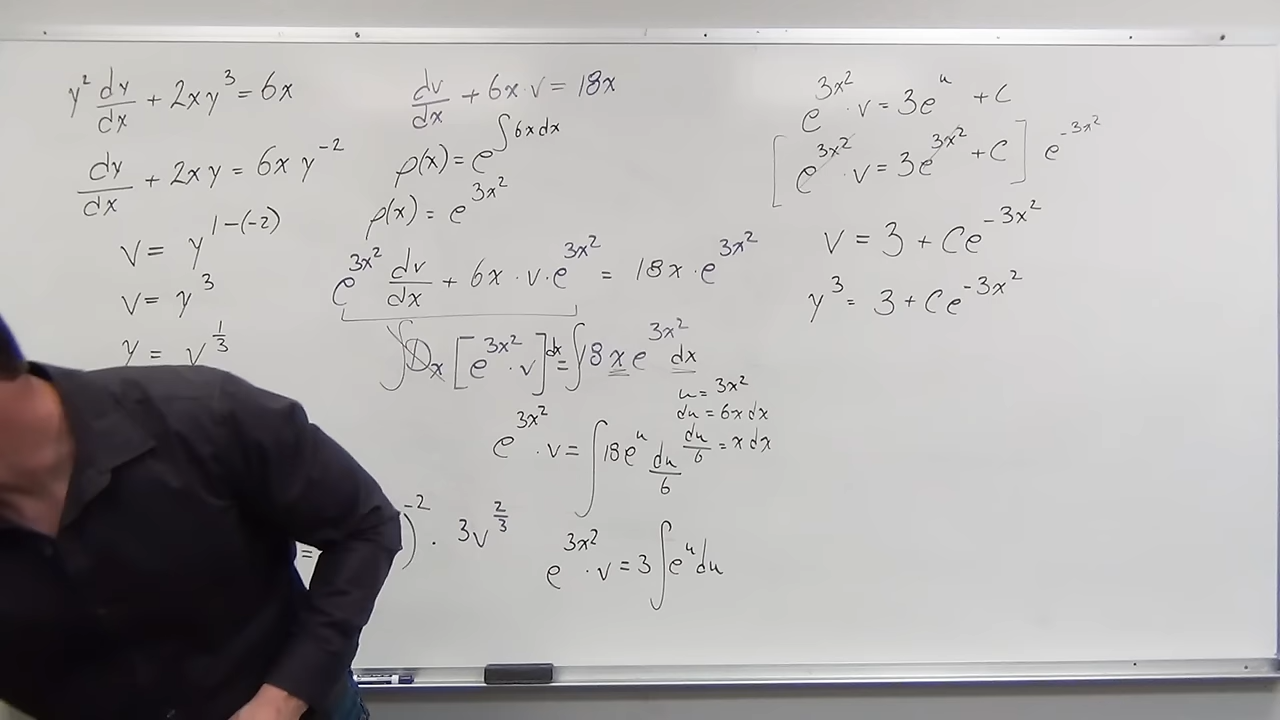 y² dy/dx + 2xy³ = 6x
dy/dx + 2xy = 6x y⁻²
v = y^(1-(-2))
v = y³
y = v^(1/3)
= )⁻² · 3v^(2/3)
dv/dx + 6x · v = 18x
ρ(x) = e^(∫6x dx)
ρ(x) = e^(3x²)
e^(3x²) dv/dx + 6x · v · e^(3x²) = 18x · e^(3x²)
∫ Dₓ [e^(3x²) · v] dx = ∫ 18 x e^(3x²) dx
u = 3x²
du = 6x dx
du/6 = x dx
e^(3x²) · v = ∫ 18e^u du/6
e^(3x²) · v = 3 ∫ e^u du
e^(3x²) · v = 3e^u + C
[e^(3x²) · v = 3e^(3x²) + C] e^(-3x²)
v = 3 + Ce^(-3x²)
y³ = 3 + Ce^(-3x²)